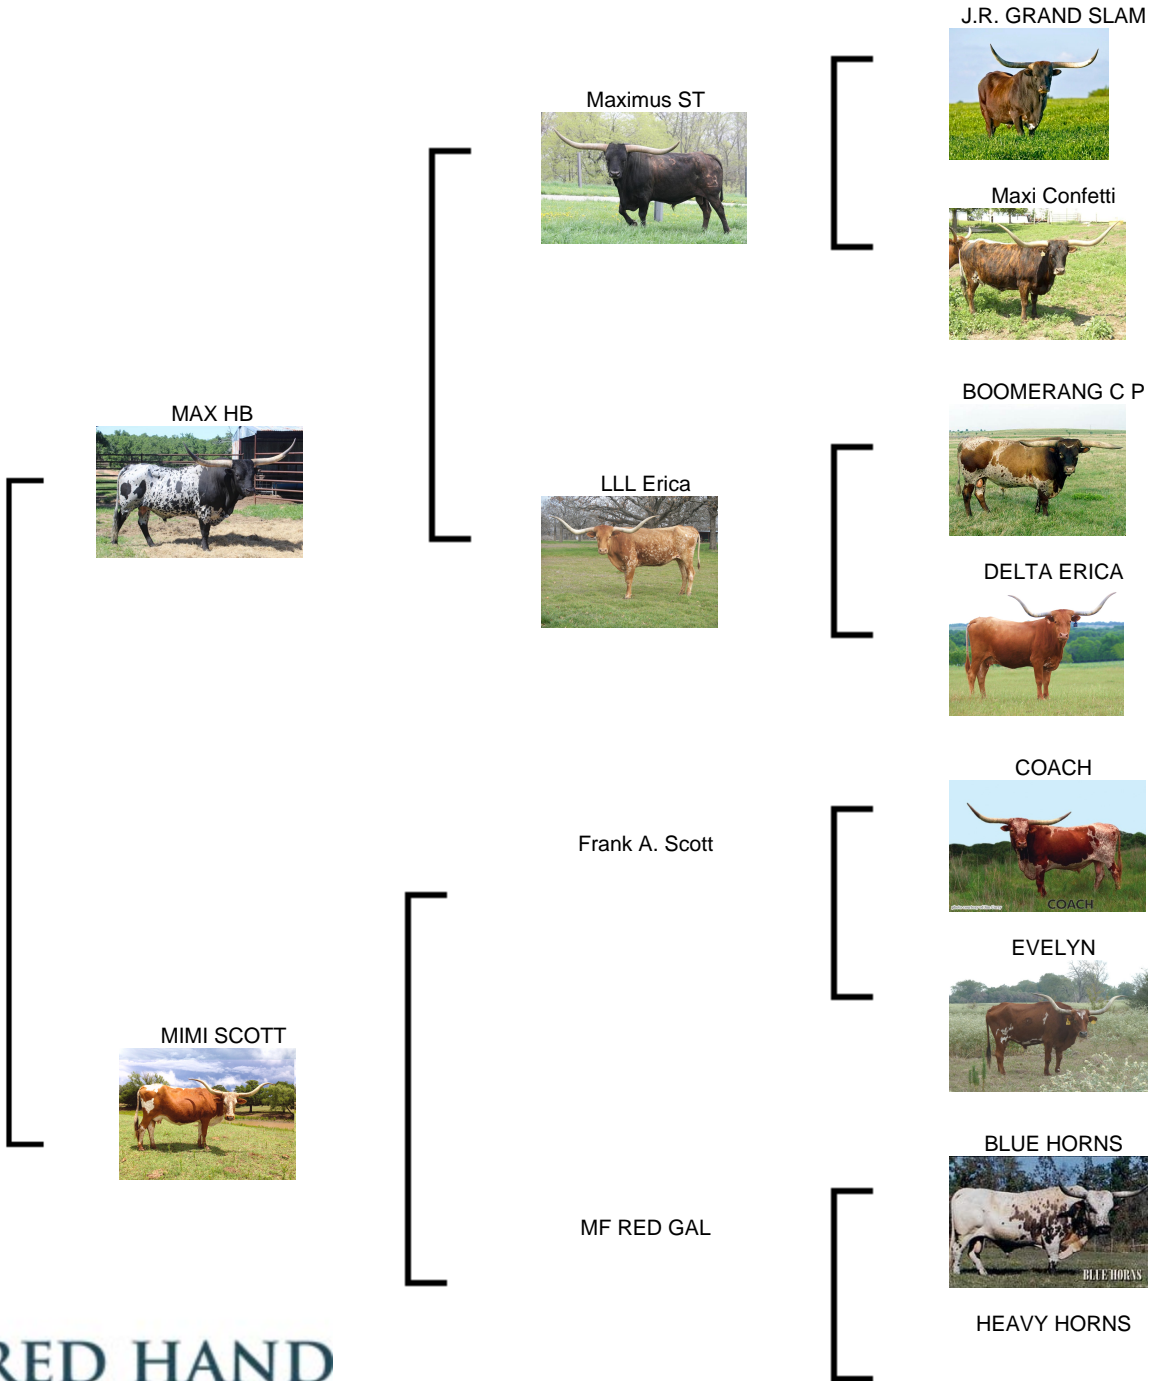 J.R. GRAND SLAM
Maximus ST
Maxi Confetti
BOOMERANG C P
MAX HB
LLL Erica
DELTA ERICA
COACH
Frank A. Scott
COACH
EVELYN
MIMI SCOTT
BLUE HORNS
MF RED GAL
BLUE HORNS
HEAVY HORNS
RED HAND